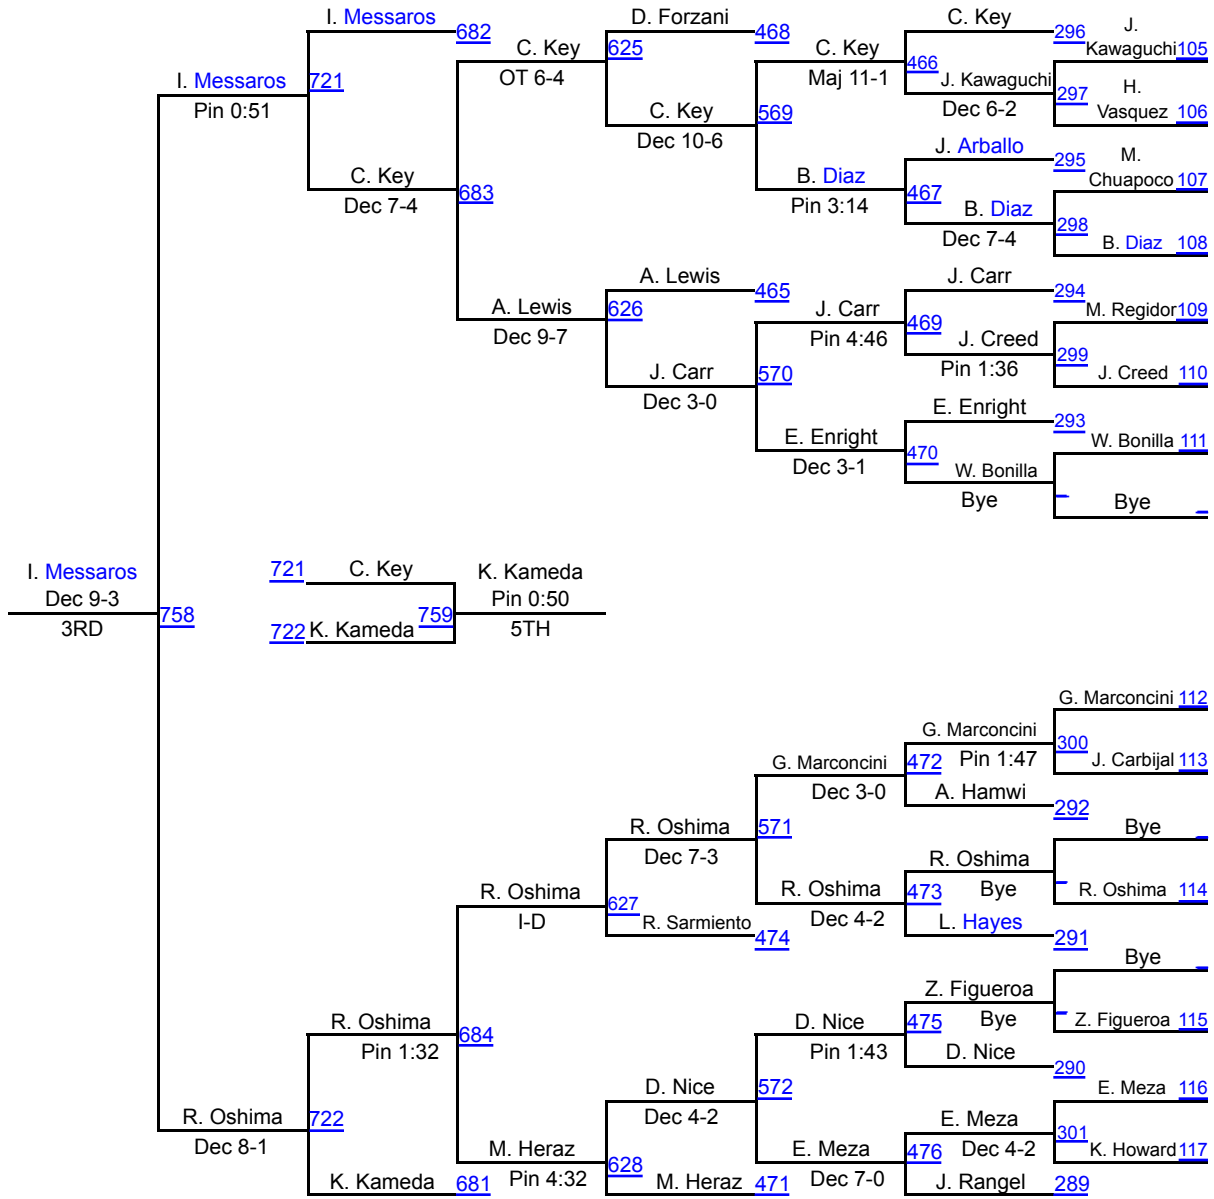 I. Messaros
682
D. Forzani
468
C. Key
296
J.
Kawaguchi 105
C. Key
OT 6-4
625
C. Key
Maj 11-1
466
J. Kawaguchi
Dec 6-2
297
H.
Vasquez 106
I. Messaros
Pin 0:51
721
C. Key
Dec 10-6
569
J. Arballo
295
M.
Chuapoco 107
C. Key
Dec 7-4
683
B. Diaz
Pin 3:14
467
B. Diaz
Dec 7-4
298
B. Diaz 108
A. Lewis
465
J. Carr
294
M. Regidor 109
A. Lewis
Dec 9-7
626
J. Carr
Pin 4:46
469
J. Creed
Pin 1:36
299
J. Creed 110
J. Carr
Dec 3-0
570
E. Enright
293
W. Bonilla 111
E. Enright
Dec 3-1
470
W. Bonilla
Bye
Bye
I. Messaros
Dec 9-3
3RD
758
721 C. Key
722 K. Kameda
759
K. Kameda
Pin 0:50
5TH
G. Marconcini 112
G. Marconcini
Pin 1:47
300
J. Carbijal 113
G. Marconcini
Dec 3-0
472
A. Hamwi
292
R. Oshima
Dec 7-3
571
Bye
R. Oshima
Bye
R. Oshima 114
R. Oshima
Dec 4-2
473
L. Hayes
291
R. Oshima
I-D
627
R. Sarmiento
474
Bye
Z. Figueroa
Bye
Z. Figueroa 115
R. Oshima
Pin 1:32
684
D. Nice
Pin 1:43
475
D. Nice
290
D. Nice
Dec 4-2
572
E. Meza 116
R. Oshima
Dec 8-1
722
E. Meza
Dec 4-2
301
K. Howard 117
M. Heraz
Pin 4:32
628
E. Meza
Dec 7-0
476
K. Kameda
681
M. Heraz
471
J. Rangel
289